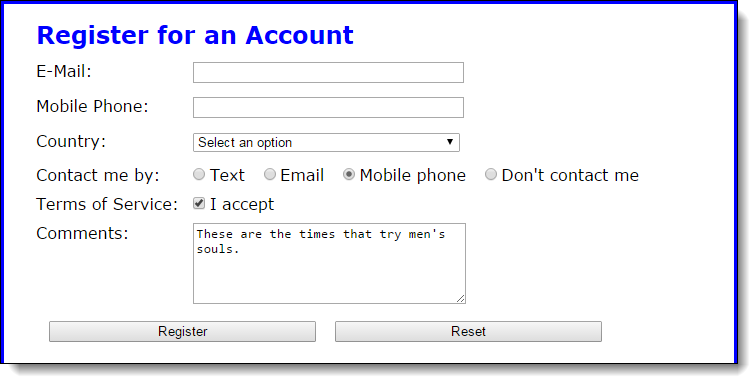 Register for an Account
E-Mail:
Mobile Phone:
Country: Select an option
Contact me by: Text Email Mobile phone Don't contact me
Terms of Service: I accept
Comments: These are the times that try men's
souls.
Register Reset